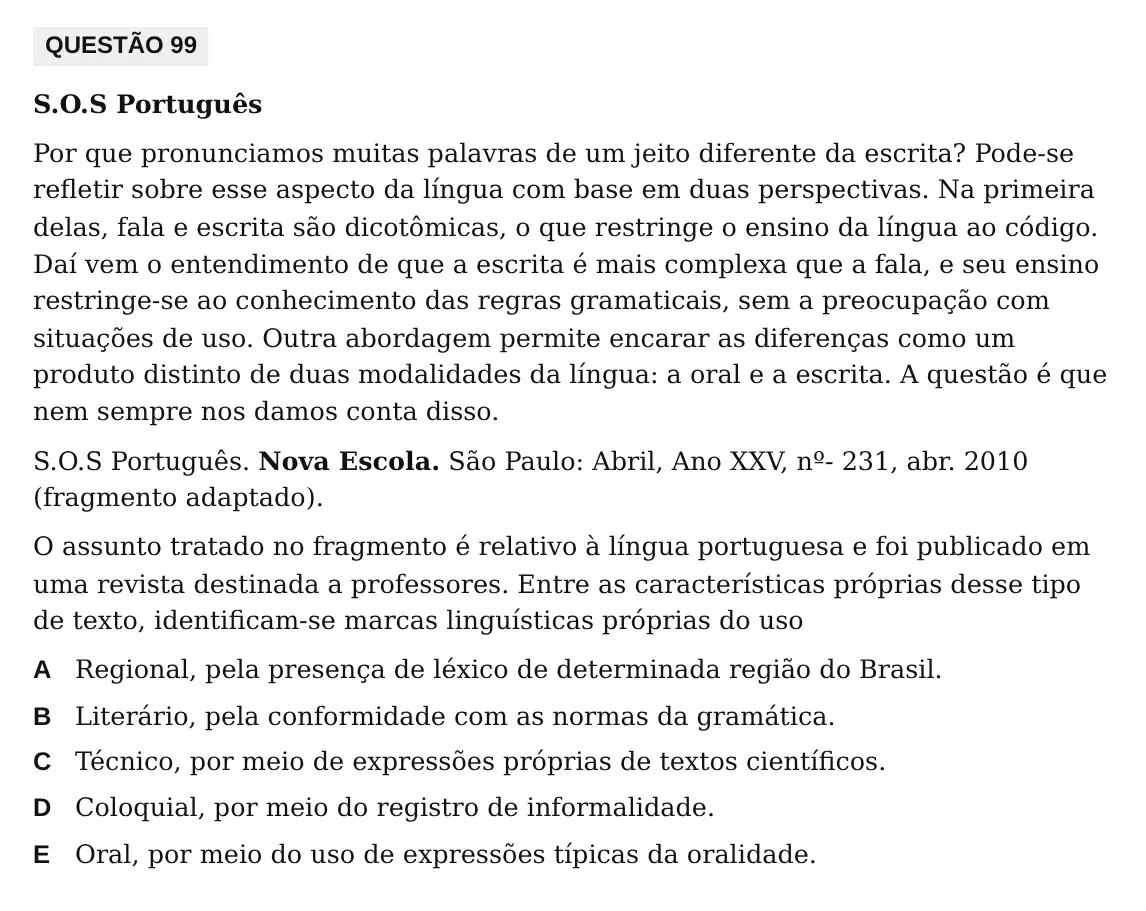 QUESTÃO 99
S.O.S Português
Por que pronunciamos muitas palavras de um jeito diferente da escrita? Pode-se
refletir sobre esse aspecto da língua com base em duas perspectivas. Na primeira
delas, fala e escrita são dicotômicas, o que restringe o ensino da língua ao código.
Daí vem o entendimento de que a escrita é mais complexa que a fala, e seu ensino
restringe-se ao conhecimento das regras gramaticais, sem a preocupação com
situações de uso. Outra abordagem permite encarar as diferenças como um
produto distinto de duas modalidades da língua: a oral e a escrita. A questão é que
nem sempre nos damos conta disso.
S.O.S Português. Nova Escola. São Paulo: Abril, Ano XXV, nº- 231, abr. 2010
(fragmento adaptado).
O assunto tratado no fragmento é relativo à língua portuguesa e foi publicado em
uma revista destinada a professores. Entre as características próprias desse tipo
de texto, identificam-se marcas linguísticas próprias do uso
A Regional, pela presença de léxico de determinada região do Brasil.
B Literário, pela conformidade com as normas da gramática.
C Técnico, por meio de expressões próprias de textos científicos.
D Coloquial, por meio do registro de informalidade.
E Oral, por meio do uso de expressões típicas da oralidade.